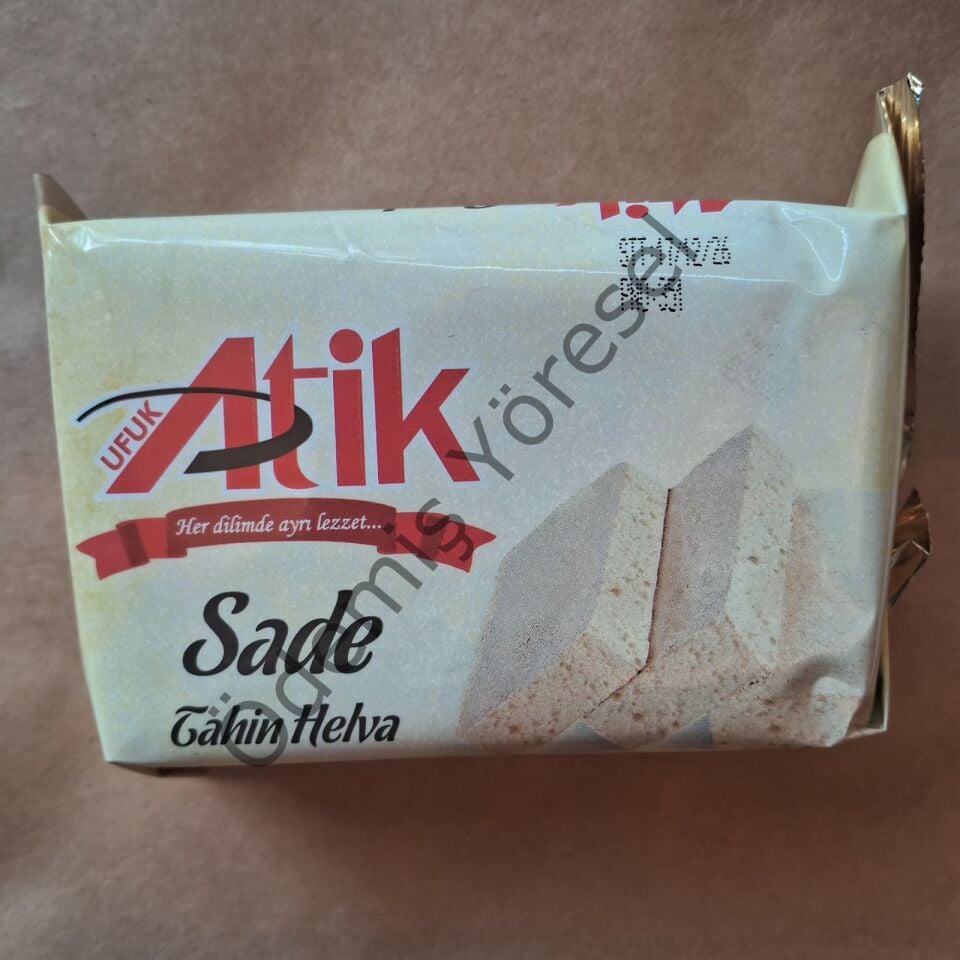 UFUK
Atik
Her dilimde ayrı lezzet...
Sade
Tahin Helva
Ödemiş Yöresel